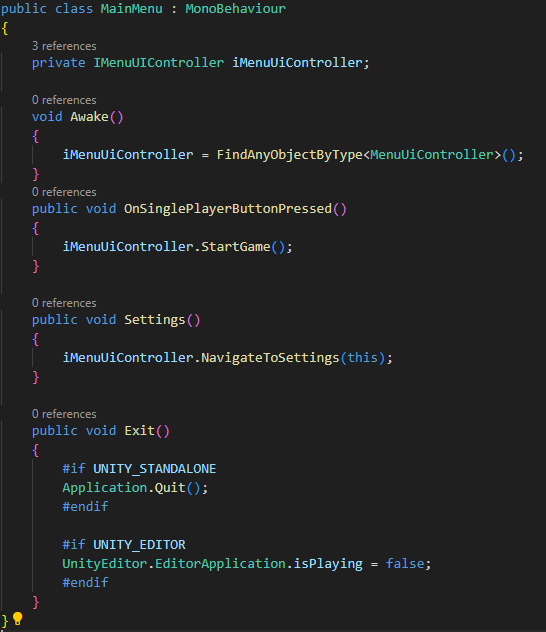 public class MainMenu : MonoBehaviour
{
3 references
private IMenuUIController iMenuUiController;
0 references
void Awake()
{
iMenuUiController = FindAnyObjectByType<MenuUiController>();
}
0 references
public void OnSinglePlayerButtonPressed()
{
iMenuUiController.StartGame();
}
0 references
public void Settings()
{
iMenuUiController.NavigateToSettings(this);
}
0 references
public void Exit()
{
#if UNITY_STANDALONE
Application.Quit();
#endif
#if UNITY_EDITOR
UnityEditor.EditorApplication.isPlaying = false;
#endif
}
}